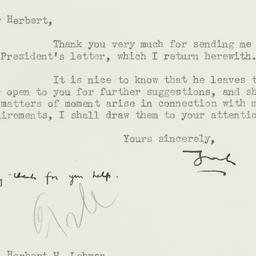 Herbert,
Thank you very much for sending me
President's letter, which I return herewith.
It is nice to know that he leaves t
open to you for further suggestions, and sh
matters of moment arise in connection with m
irements, I shall draw them to your attentio
Yours sincerely,
thanks for you help.
Herbert H. Lehman